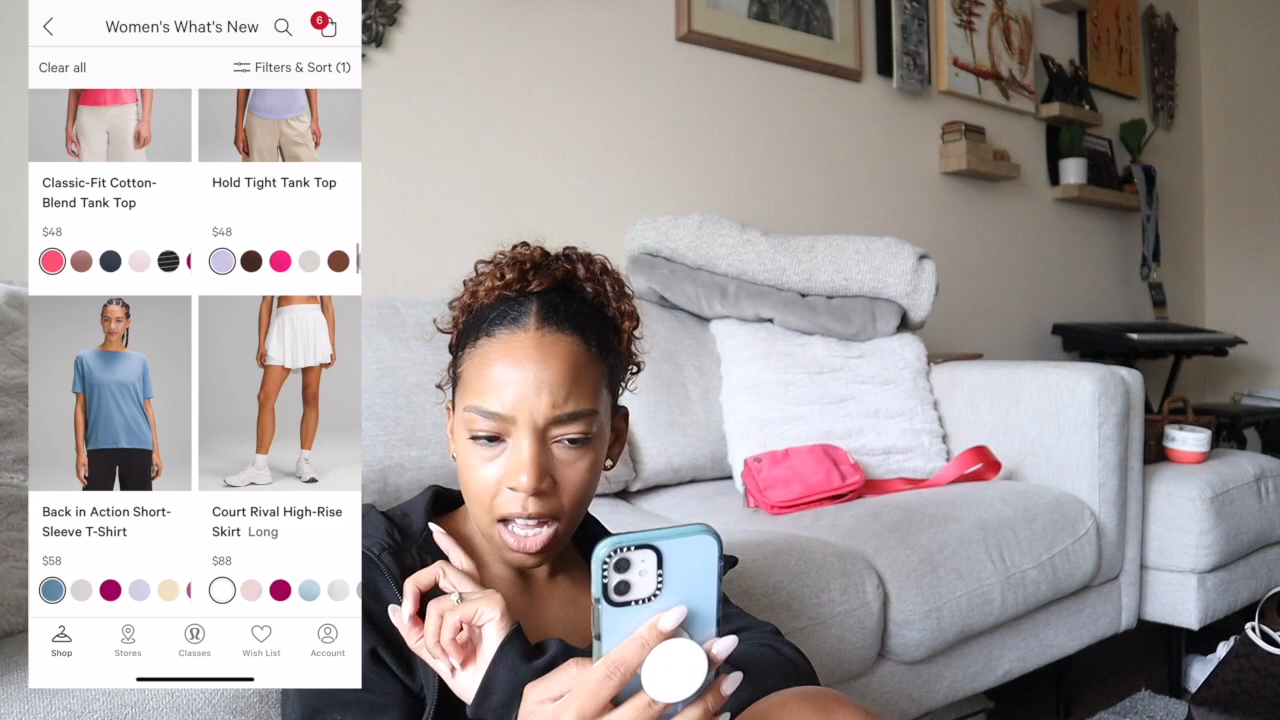 Women's What's New
6
Clear all
Filters & Sort (1)
Classic-Fit Cotton-
Blend Tank Top
$48
Hold Tight Tank Top
$48
Back in Action Short-
Sleeve T-Shirt
$58
Court Rival High-Rise
Skirt Long
$88
Shop
Stores
Classes
Wish List
Account
CASETIFY